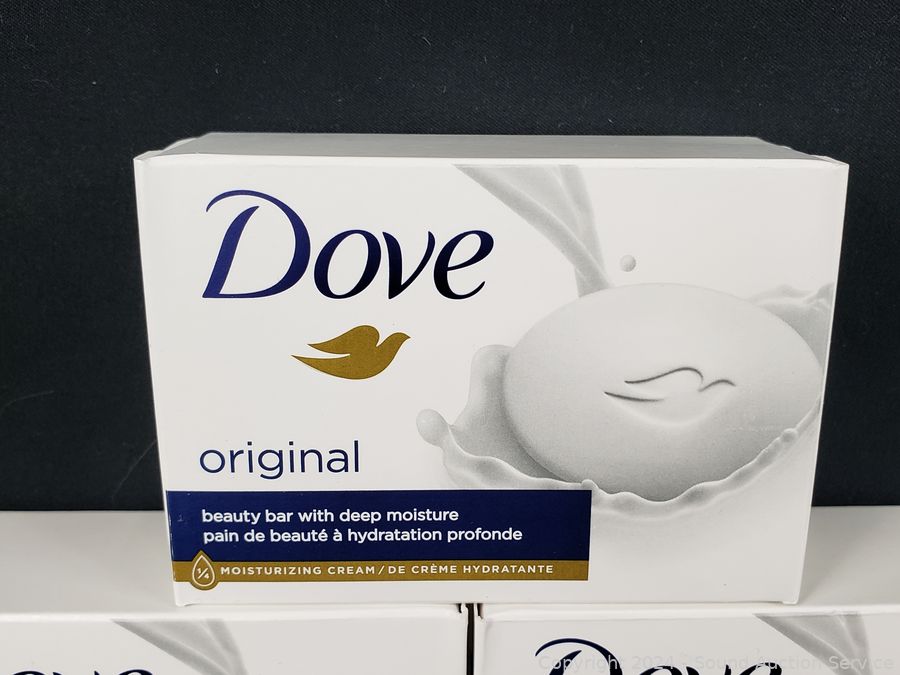 Dove
original
beauty bar with deep moisture
pain de beauté à hydratation profonde
1/4 MOISTURIZING CREAM / DE CRÈME HYDRATANTE
Dove
Copyright 2024 - Sound Auction Service